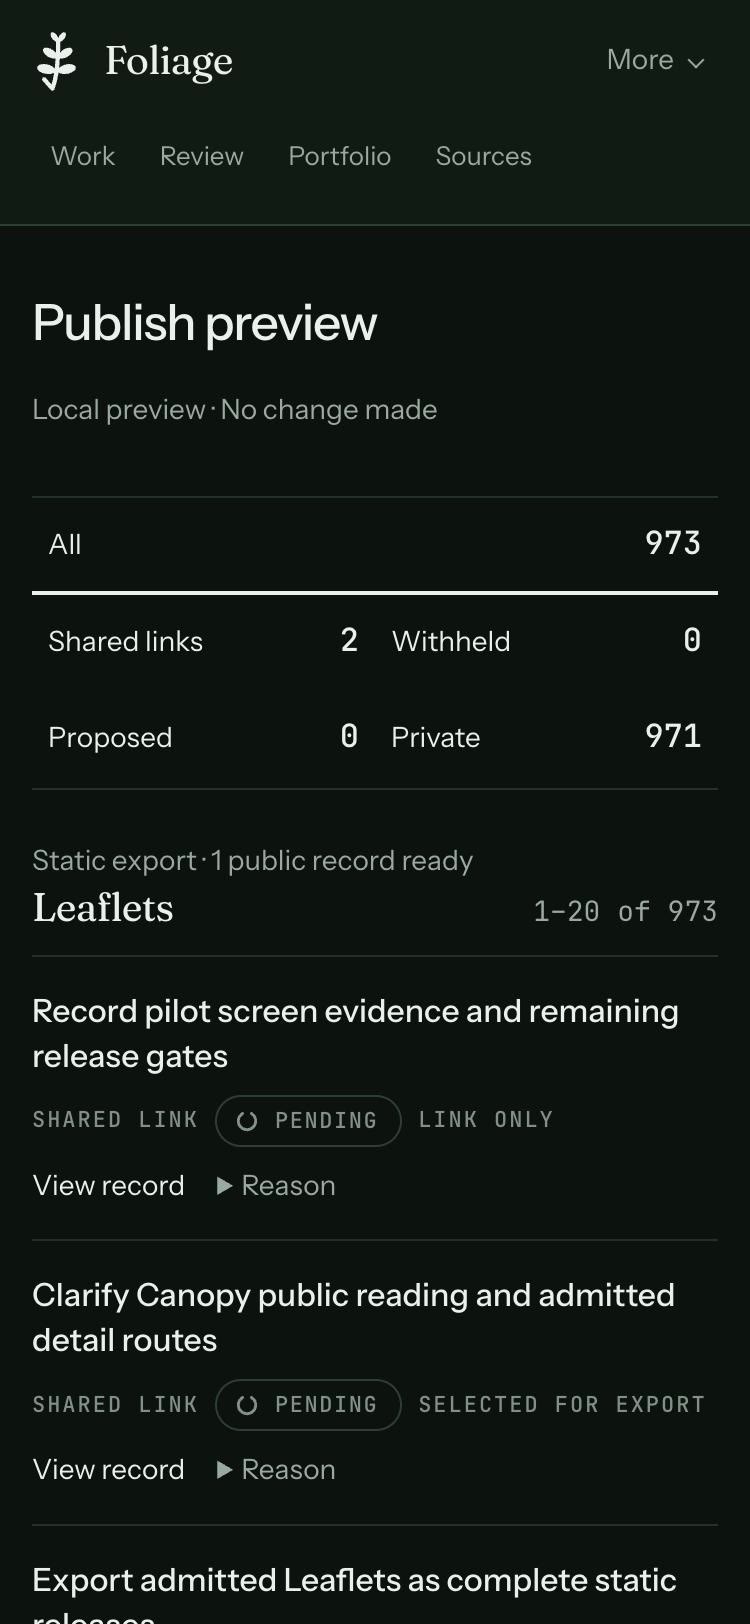 Foliage
More
Work Review Portfolio Sources
Publish preview
Local preview · No change made
All 973
Shared links 2 Withheld 0
Proposed 0 Private 971
Static export · 1 public record ready
Leaflets 1–20 of 973
Record pilot screen evidence and remaining
release gates
SHARED LINK PENDING LINK ONLY
View record ▶ Reason
Clarify Canopy public reading and admitted
detail routes
SHARED LINK PENDING SELECTED FOR EXPORT
View record ▶ Reason
Export admitted Leaflets as complete static
releases